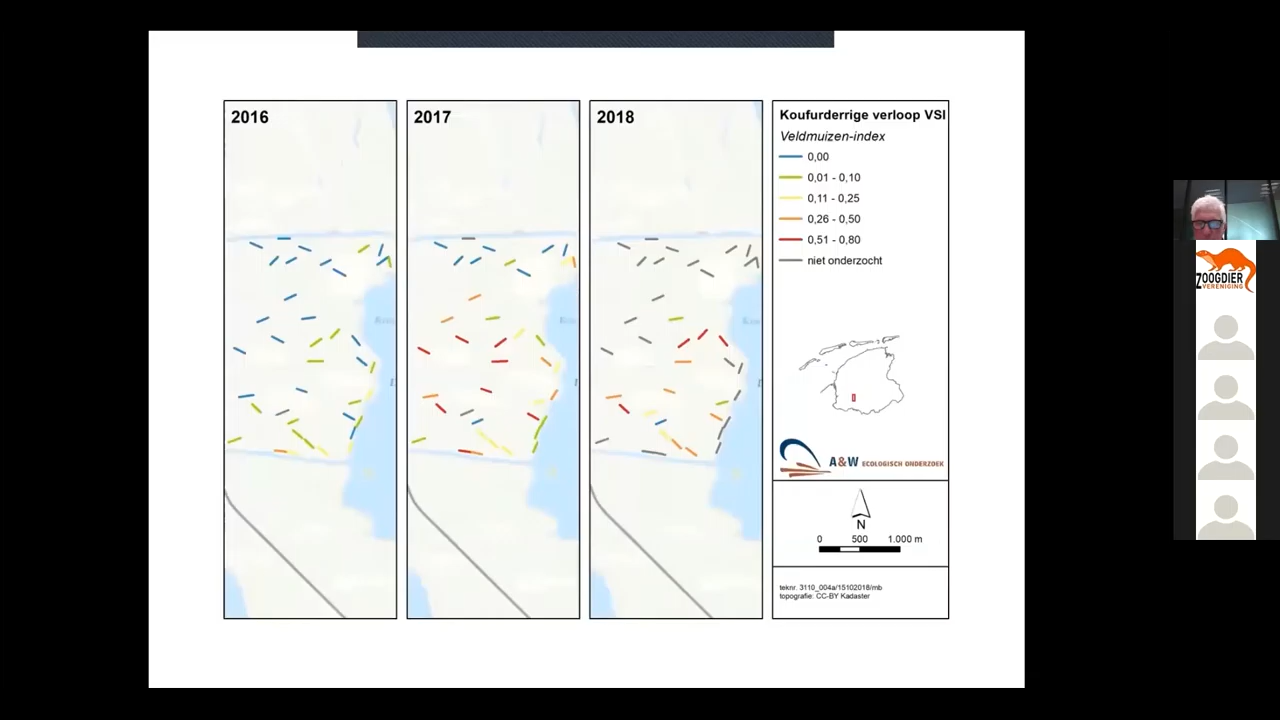 2016
2017
2018
Koufurderrige verloop VSI
Veldmuizen-index
0,00
0,01 - 0,10
0,11 - 0,25
0,26 - 0,50
0,51 - 0,80
niet onderzocht
A&W ECOLOGISCH ONDERZOEK
N
0 500 1.000 m
teknr. 3110_004a/15102018/mb
topografie: CC-BY Kadaster
ZOOGDIER
VERENIGING